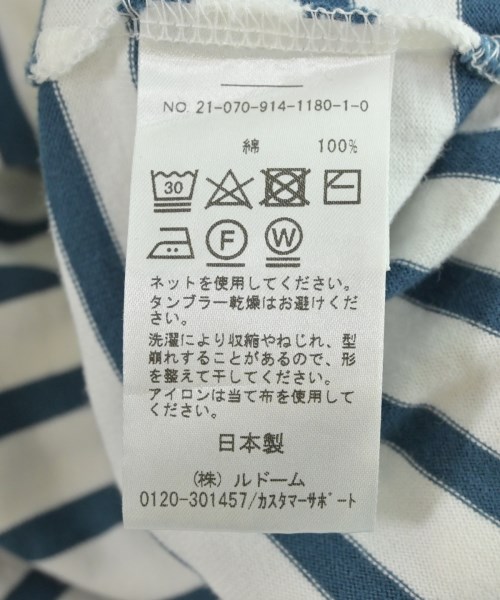 NO. 21-070-914-1180-1-0
綿 100%
30
F W
ネットを使用してください。
タンブラー乾燥はお避けくだ
さい。
洗濯により収縮やねじれ、型
崩れすることがあるので、形
を整えて干してください。
アイロンは当て布を使用して
ください。
日本製
(株) ルドーム
0120-301457/カスタマーサポート